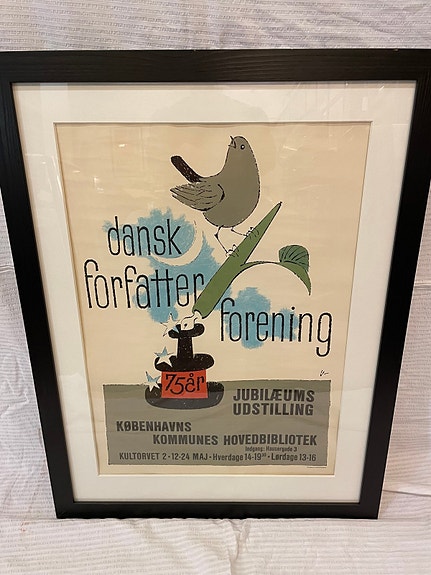 dansk
forfatter
forening
75 år
JUBILÆUMS
UDSTILLING
KØBENHAVNS
KOMMUNES HOVEDBIBLIOTEK
Indgang: Hausergade 3
KULTORVET 2 • 12-24 MAJ • Hverdage 14-19⁰⁰ • Lørdage 13-16